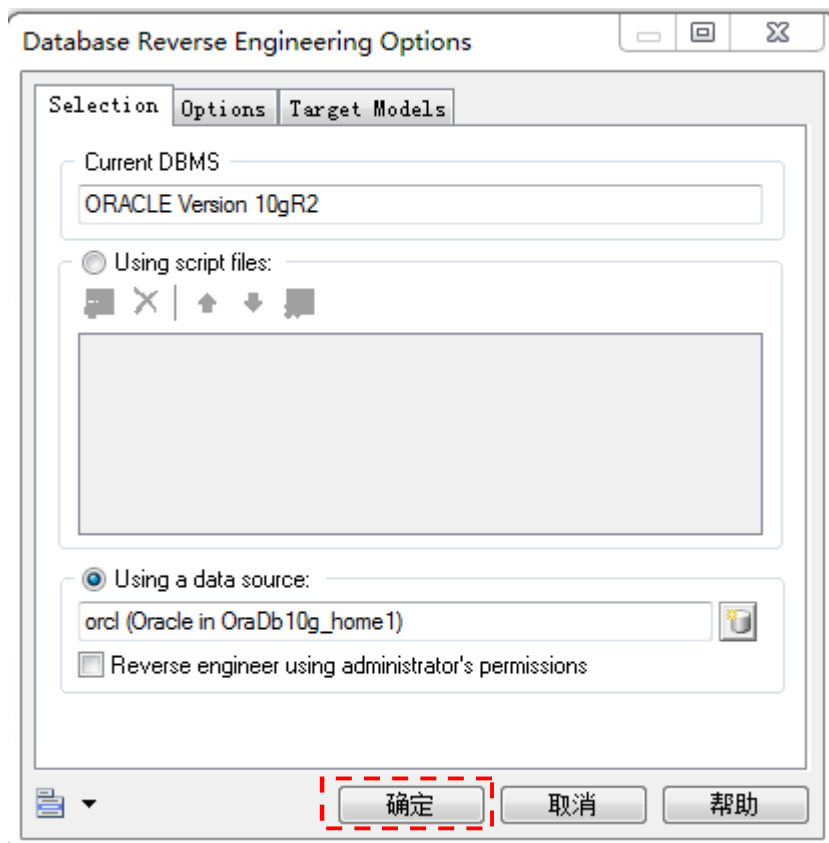 Database Reverse Engineering Options
Selection Options Target Models
Current DBMS
ORACLE Version 10gR2
Using script files:
Using a data source:
orcl (Oracle in OraDb10g_home1)
Reverse engineer using administrator's permissions
确定 取消 帮助